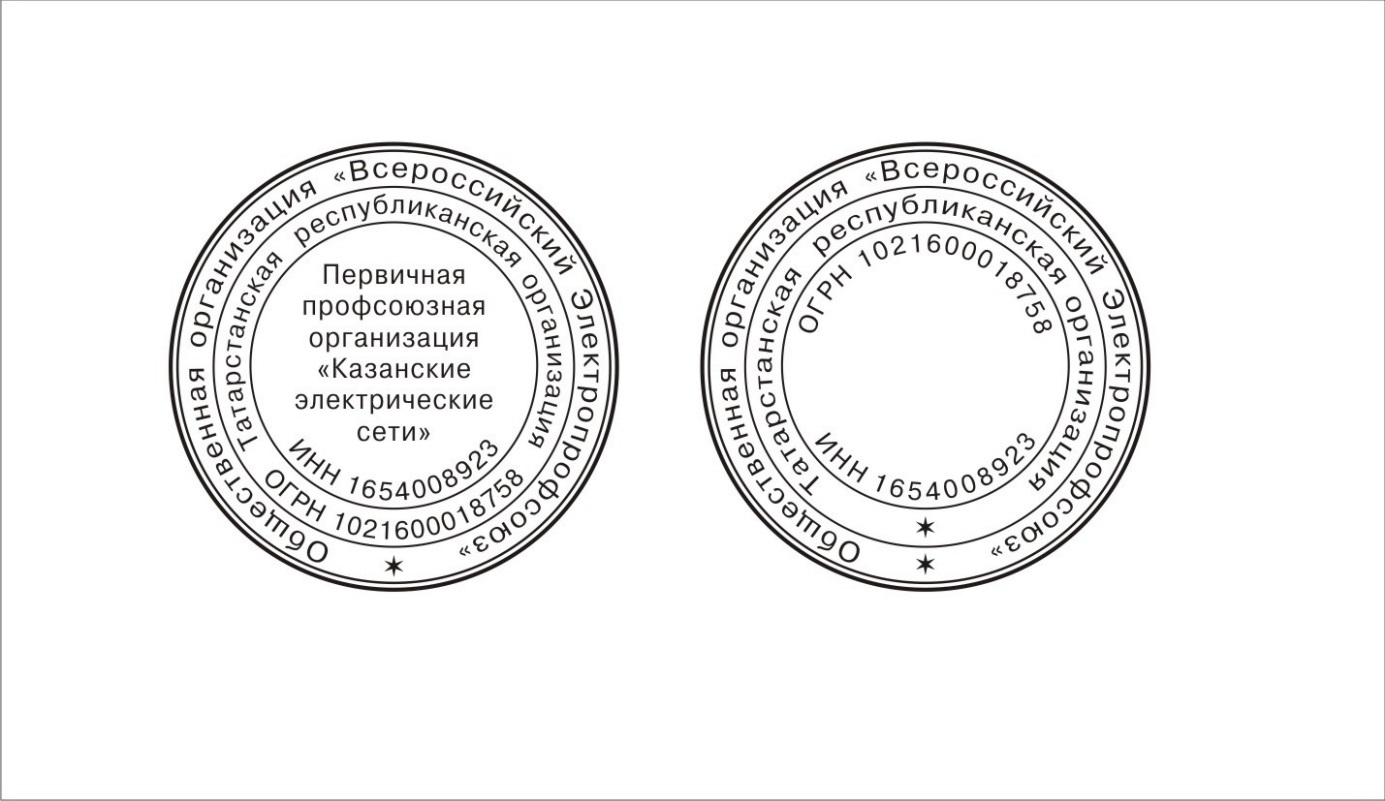 Общественная организация «Всероссийский Электропрофсоюз»
Татарстанская республиканская организация
Первичная
профсоюзная
организация
«Казанские
электрические
сети»
ИНН 1654008923
ОГРН 1021600018758
Общественная организация «Всероссийский Электропрофсоюз»
Татарстанская республиканская организация
ОГРН 1021600018758
ИНН 1654008923